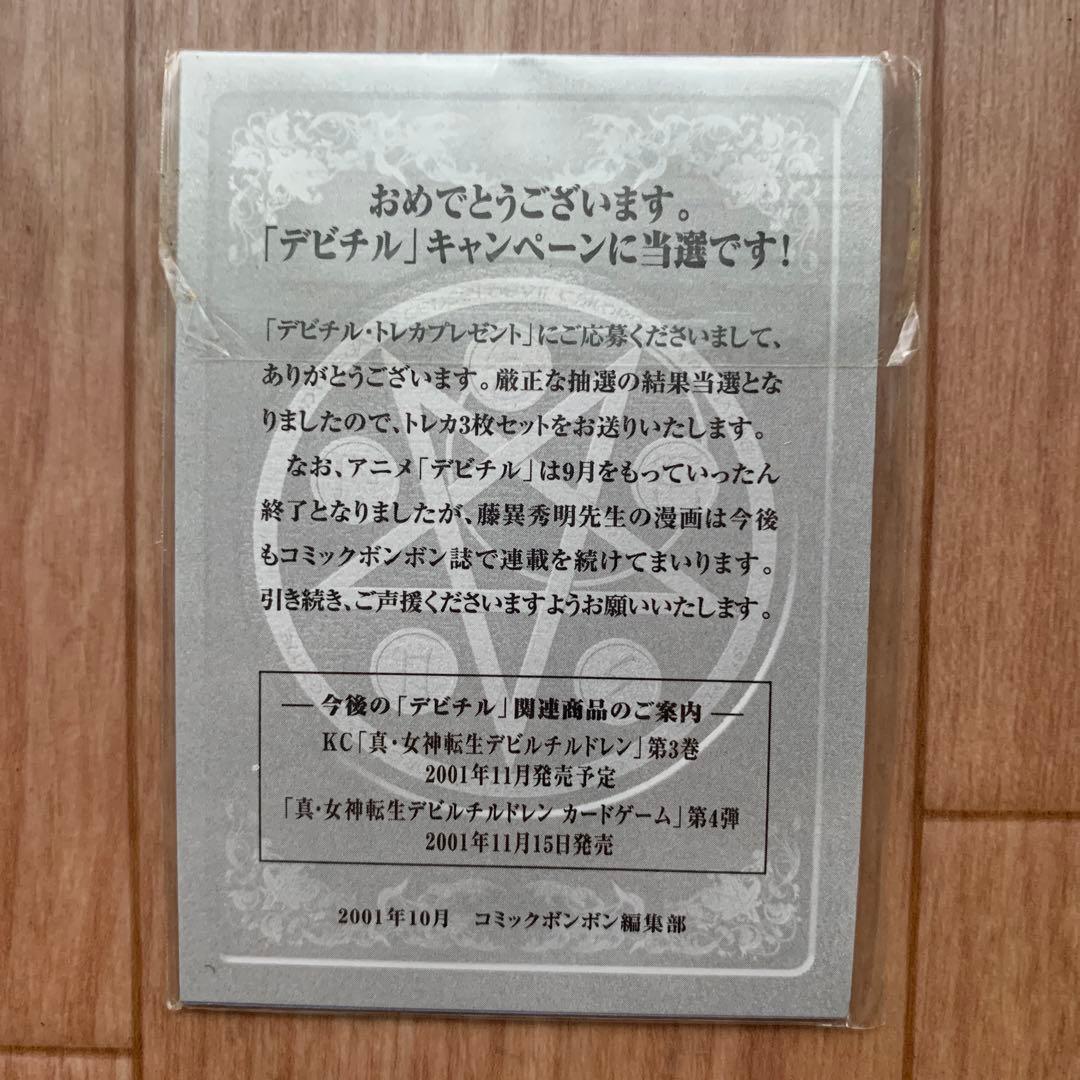 おめでとうございます。
「デビチル」キャンペーンに当選です！
「デビチル・トレカプレゼント」にご応募くださいまして、
ありがとうございます。厳正な抽選の結果当選とな
りましたので、トレカ3枚セットをお送りいたします。
なお、アニメ「デビチル」は9月をもっていったん
終了となりましたが、藤異秀明先生の漫画は今後
もコミックボンボン誌で連載を続けてまいります。
引き続き、ご声援くださいますようお願いいたします。
― 今後の「デビチル」関連商品のご案内 ―
KC「真・女神転生デビルチルドレン」第3巻
2001年11月発売予定
「真・女神転生デビルチルドレン カードゲーム」第4弾
2001年11月15日発売
2001年10月　コミックボンボン編集部